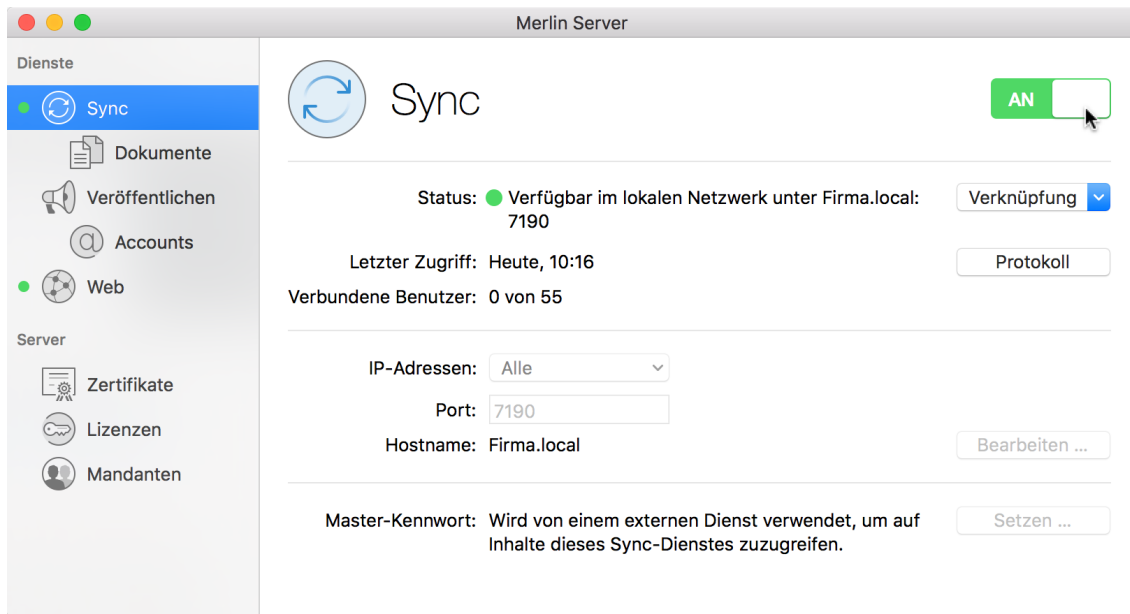 Merlin Server
Dienste
Sync
Dokumente
Veröffentlichen
Accounts
Web
Server
Zertifikate
Lizenzen
Mandanten
Sync
AN
Status: Verfügbar im lokalen Netzwerk unter Firma.local:
7190
Verknüpfung
Letzter Zugriff: Heute, 10:16
Protokoll
Verbundene Benutzer: 0 von 55
IP-Adressen: Alle
Port: 7190
Hostname: Firma.local
Bearbeiten ...
Master-Kennwort: Wird von einem externen Dienst verwendet, um auf
Inhalte dieses Sync-Dienstes zuzugreifen.
Setzen ...